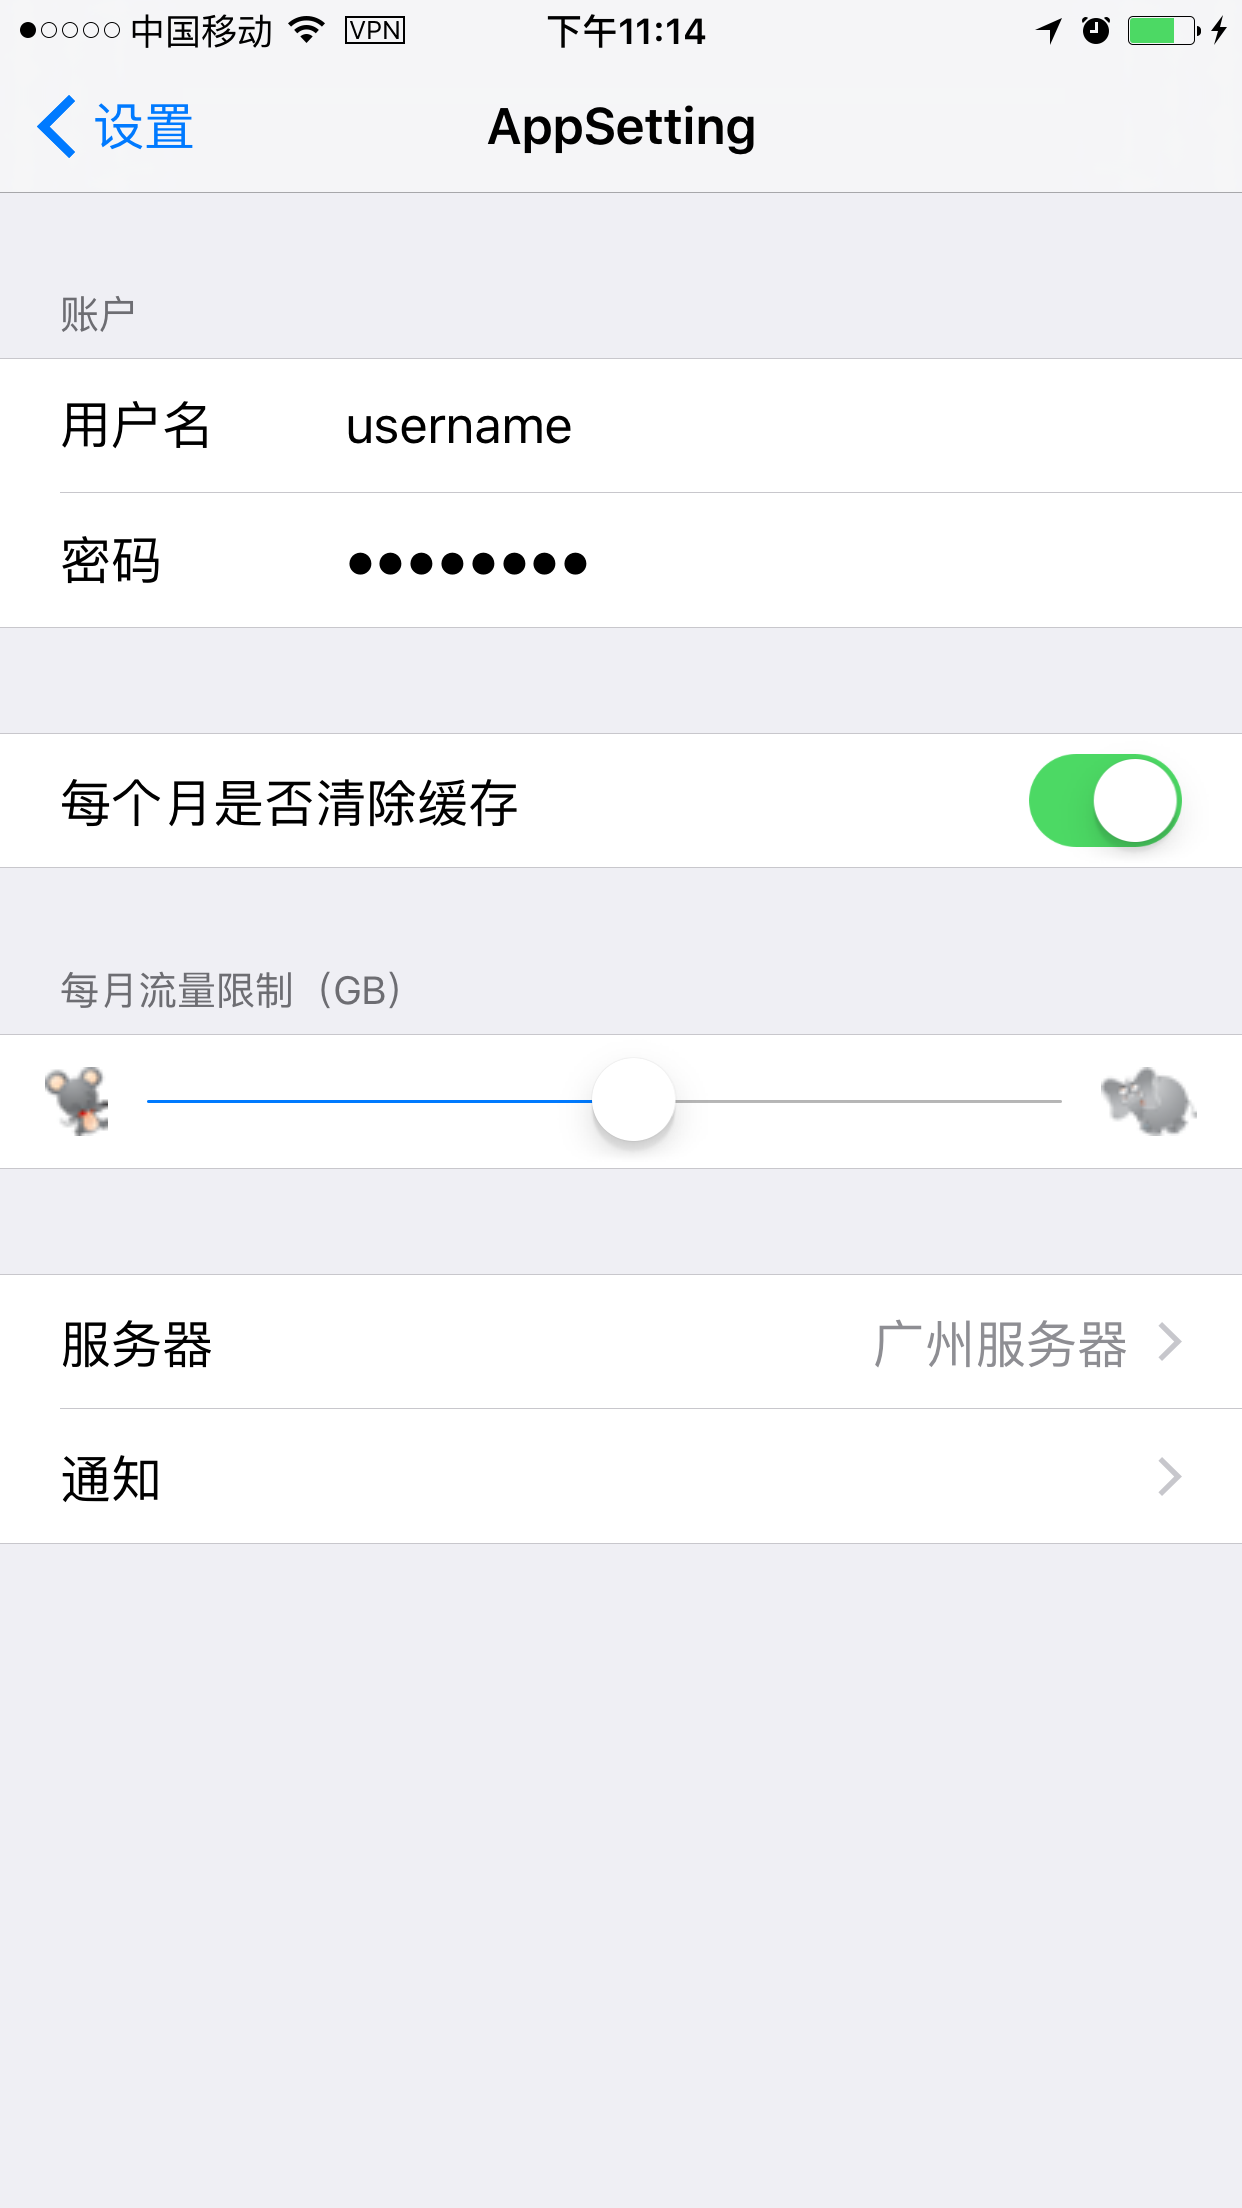 中国移动 VPN 下午11:14
设置 AppSetting
账户
用户名 username
密码 ●●●●●●●●
每个月是否清除缓存
每月流量限制（GB）
服务器 广州服务器
通知